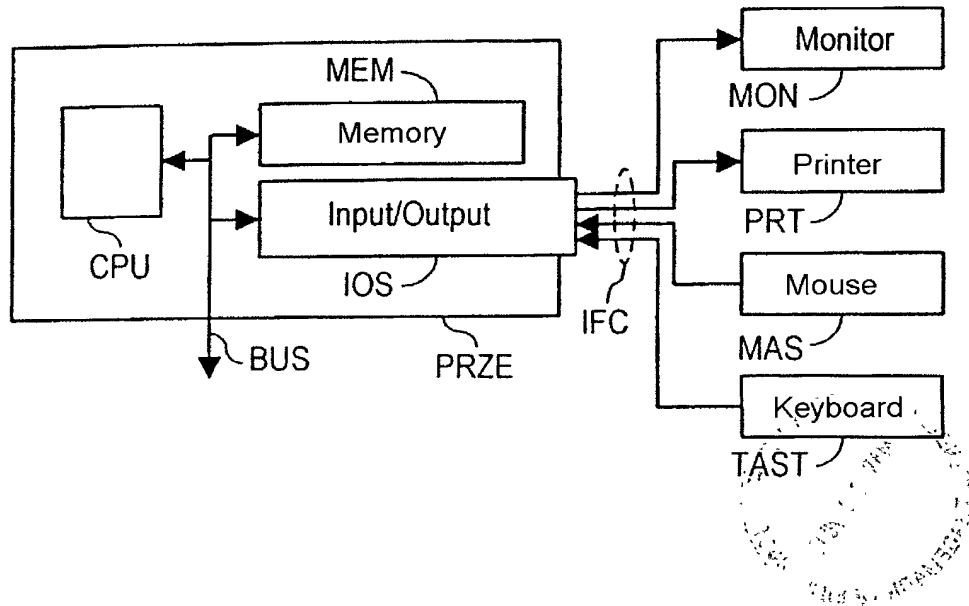 Monitor
MEM
MON
Memory
Printer
Input/Output
PRT
CPU
IOS
IFC
Mouse
BUS
PRZE
MAS
Keyboard
TAST